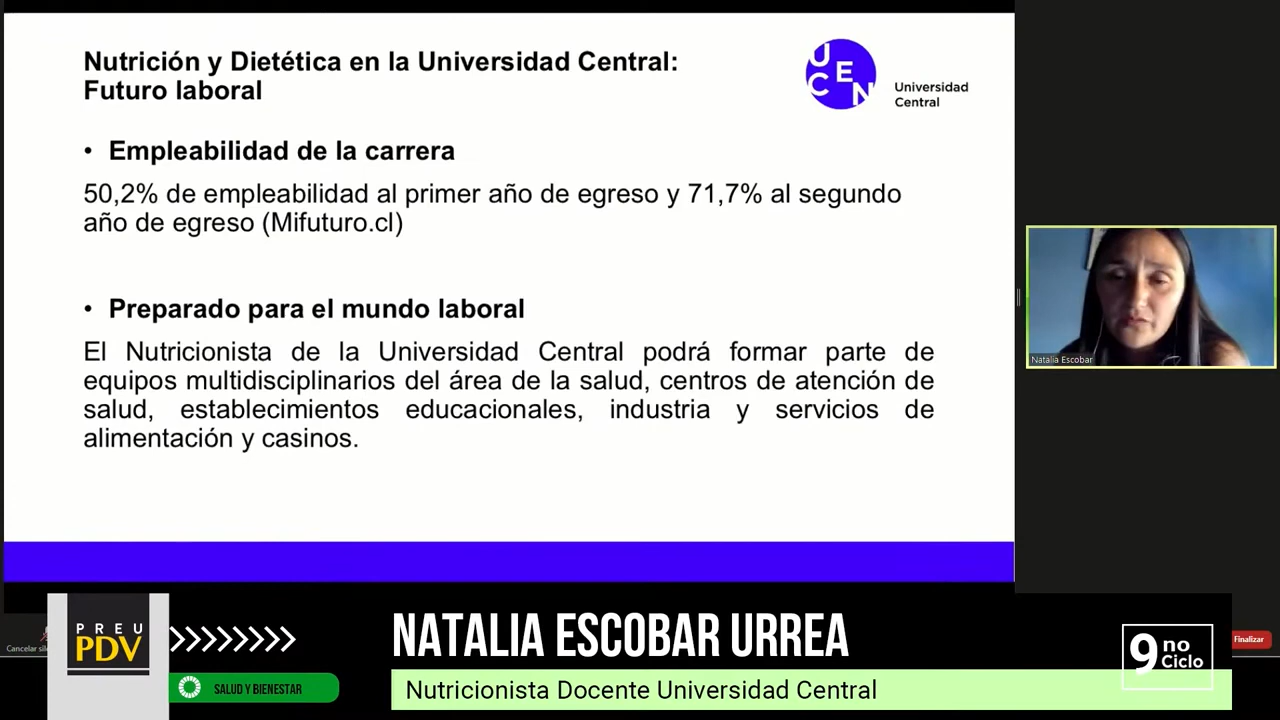 Nutrición y Dietética en la Universidad Central:
Futuro laboral
UCEN
Universidad
Central
• Empleabilidad de la carrera
50,2% de empleabilidad al primer año de egreso y 71,7% al segundo
año de egreso (Mifuturo.cl)
• Preparado para el mundo laboral
El Nutricionista de la Universidad Central podrá formar parte de
equipos multidisciplinarios del área de la salud, centros de atención de
salud, establecimientos educacionales, industria y servicios de
alimentación y casinos.
Natalia Escobar
PREU
PDV
Cancelar
SALUD Y BIENESTAR
NATALIA ESCOBAR URREA
Nutricionista Docente Universidad Central
9 no
Ciclo
Finalizar